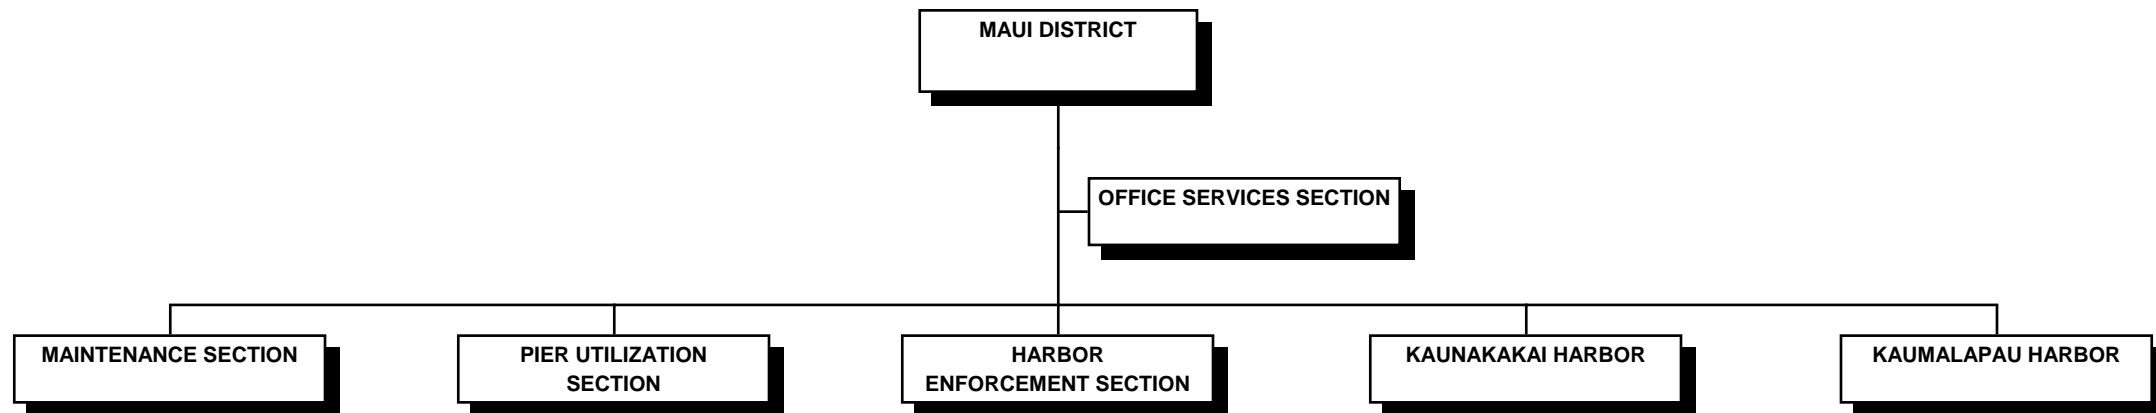 MAUI DISTRICT
OFFICE SERVICES SECTION
MAINTENANCE SECTION
PIER UTILIZATION
SECTION
HARBOR
ENFORCEMENT SECTION
KAUNAKAKAI HARBOR
KAUMALAPAU HARBOR